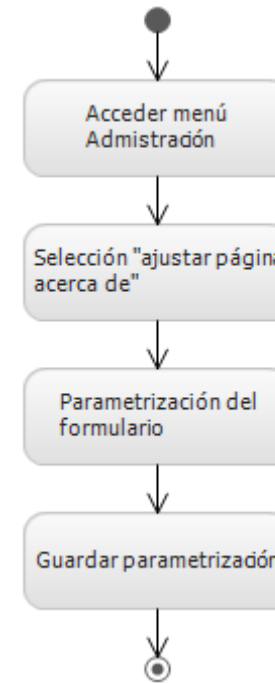 Acceder menú
Admistración
Selección "ajustar página
acerca de"
Parametrización del
formulario
Guardar parametrización